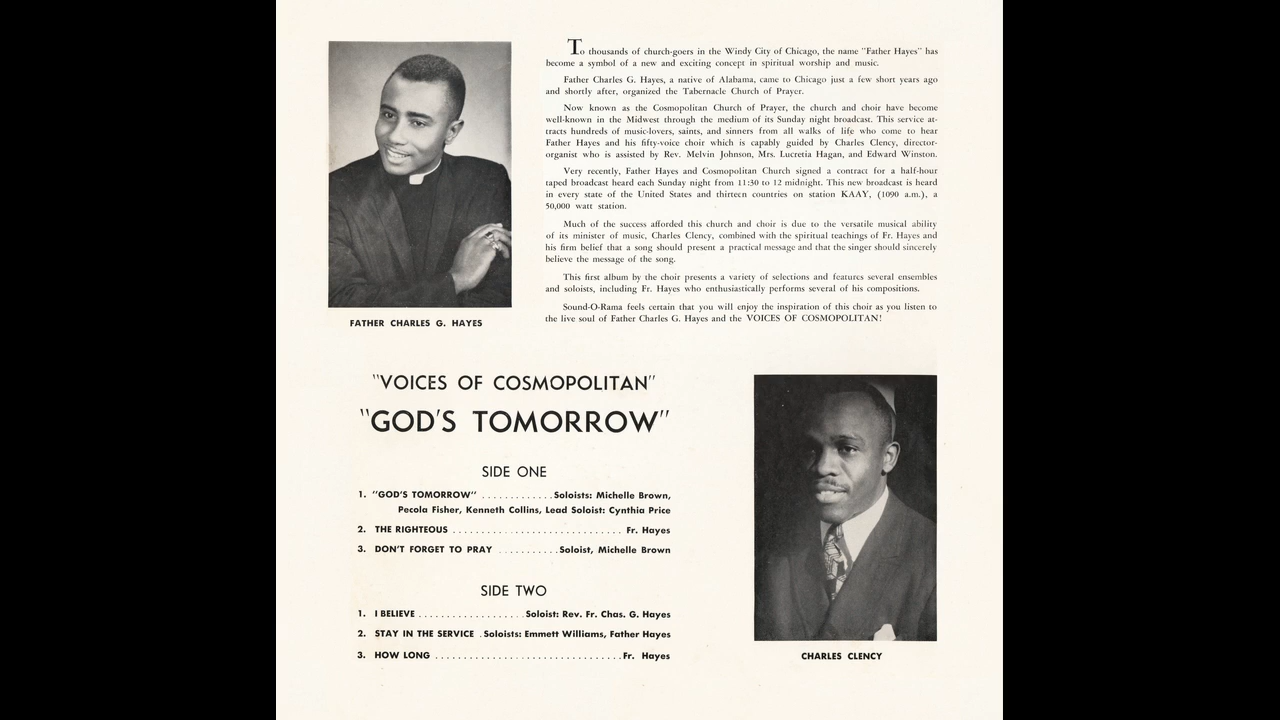 To thousands of church-goers in the Windy City of Chicago, the name "Father Hayes" has
become a symbol of a new and exciting concept in spiritual worship and music.
Father Charles G. Hayes, a native of Alabama, came to Chicago just a few short years ago
and shortly after, organized the Tabernacle Church of Prayer.
Now known as the Cosmopolitan Church of Prayer, the church and choir have become
well-known in the Midwest through the medium of its Sunday night broadcast. This service at-
tracts hundreds of music-lovers, saints, and sinners from all walks of life who come to hear
Father Hayes and his fifty-voice choir which is capably guided by Charles Clency, director-
organist who is assisted by Rev. Melvin Johnson, Mrs. Lucretia Hagan, and Edward Winston.
Very recently, Father Hayes and Cosmopolitan Church signed a contract for a half-hour
taped broadcast heard each Sunday night from 11:30 to 12 midnight. This new broadcast is heard
in every state of the United States and thirteen countries on station KAAY, (1090 a.m.), a
50,000 watt station.
Much of the success afforded this church and choir is due to the versatile musical ability
of its minister of music, Charles Clency, combined with the spiritual teachings of Fr. Hayes and
his firm belief that a song should present a practical message and that the singer should sincerely
believe the message of the song.
This first album by the choir presents a variety of selections and features several ensembles
and soloists, including Fr. Hayes who enthusiastically performs several of his compositions.
Sound-O-Rama feels certain that you will enjoy the inspiration of this choir as you listen to
the live soul of Father Charles G. Hayes and the VOICES OF COSMOPOLITAN!
FATHER CHARLES G. HAYES
"VOICES OF COSMOPOLITAN"
"GOD'S TOMORROW"
SIDE ONE
1. "GOD'S TOMORROW" . . . . . . . . . . . . Soloists: Michelle Brown,
Pecola Fisher, Kenneth Collins, Lead Soloist: Cynthia Price
2. THE RIGHTEOUS . . . . . . . . . . . . . . . . . . . . . . . . . . . . Fr. Hayes
3. DON'T FORGET TO PRAY . . . . . . . . . . Soloist, Michelle Brown
SIDE TWO
1. I BELIEVE . . . . . . . . . . . . . . . . . . Soloist: Rev. Fr. Chas. G. Hayes
2. STAY IN THE SERVICE . Soloists: Emmett Williams, Father Hayes
3. HOW LONG . . . . . . . . . . . . . . . . . . . . . . . . . . . . . . . Fr. Hayes
CHARLES CLENCY